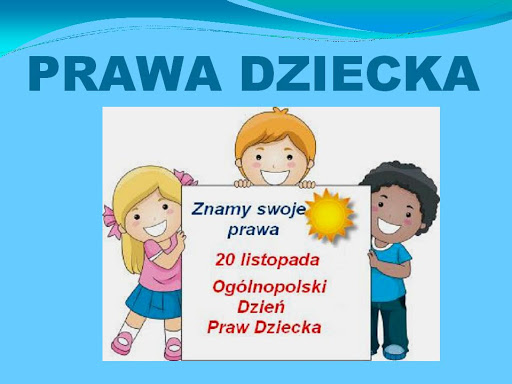 PRAWA DZIECKA
Znamy swoje
prawa
20 listopada
Ogólnopolski
Dzień
Praw Dziecka